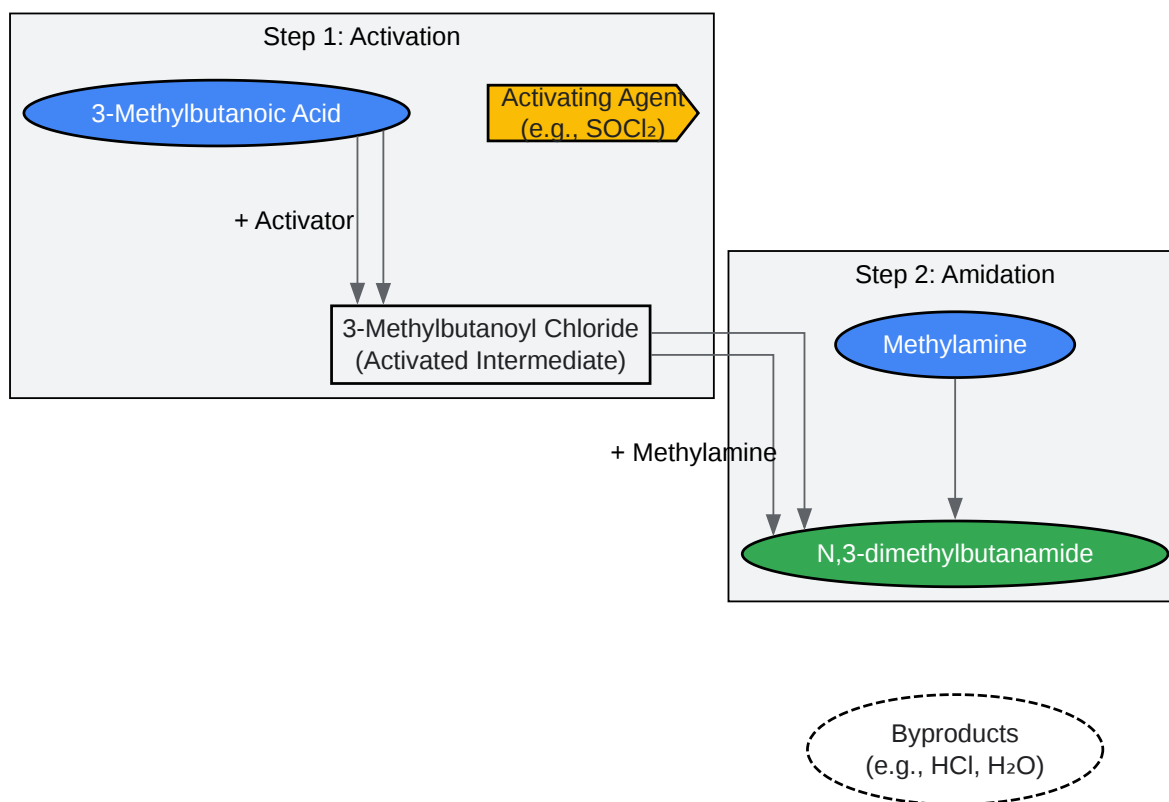 Step 1: Activation
3-Methylbutanoic Acid
Activating Agent
(e.g., SOCl₂)
+ Activator
3-Methylbutanoyl Chloride
(Activated Intermediate)
Step 2: Amidation
Methylamine
+ Methylamine
N,3-dimethylbutanamide
Byproducts
(e.g., HCl, H₂O)